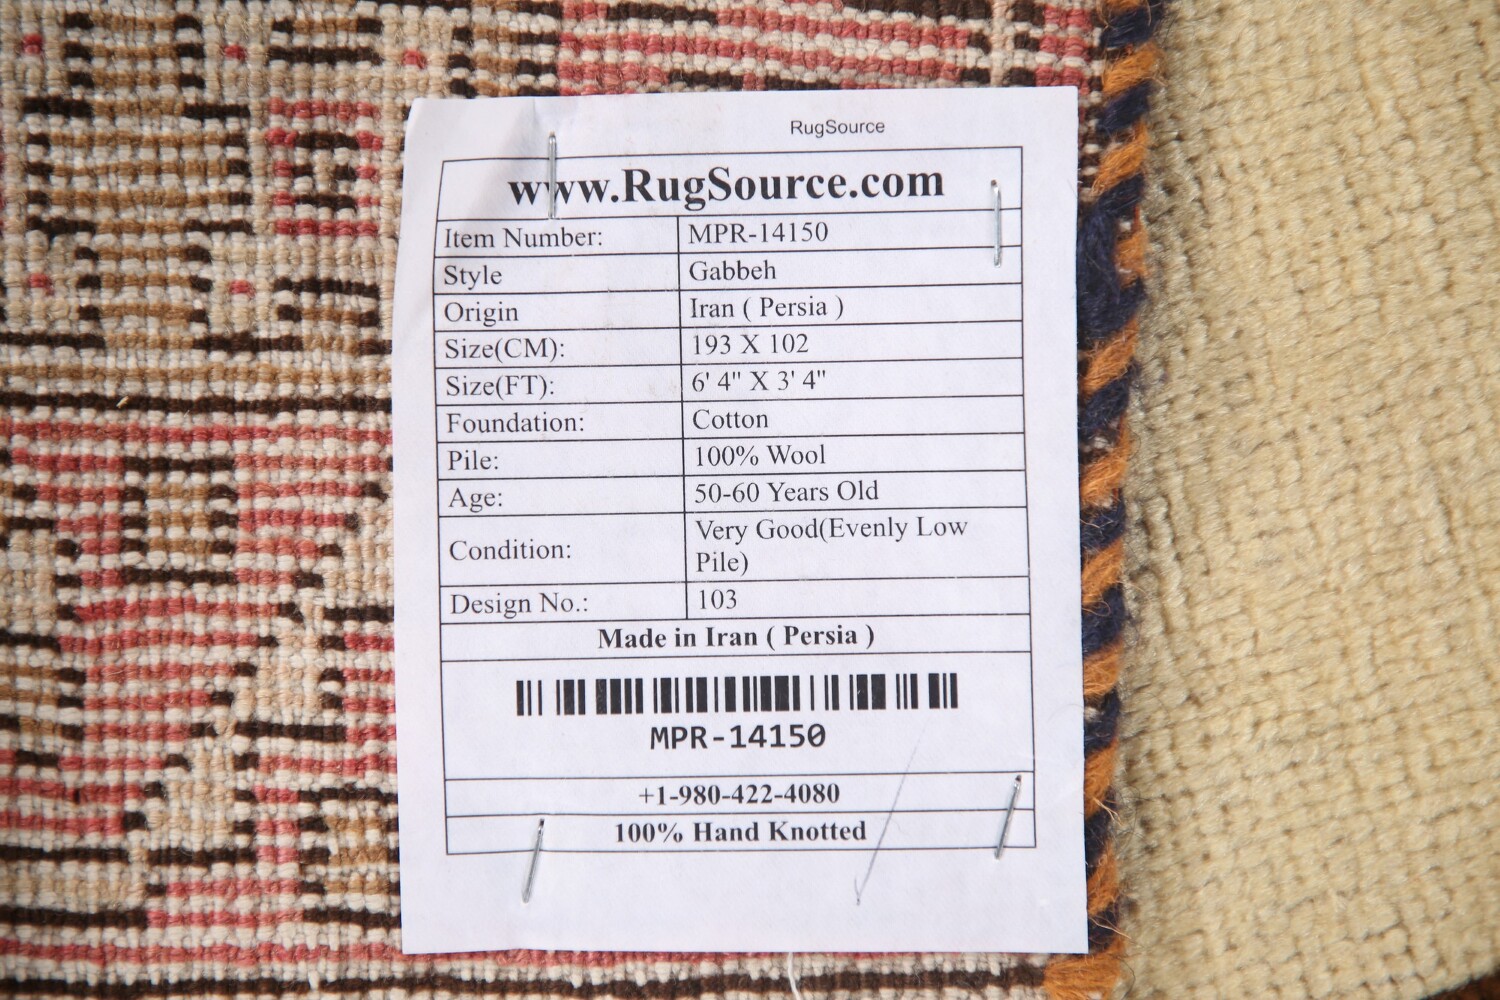 RugSource
www.RugSource.com
Item Number: MPR-14150
Style Gabbeh
Origin Iran ( Persia )
Size(CM): 193 X 102
Size(FT): 6' 4" X 3' 4"
Foundation: Cotton
Pile: 100% Wool
Age: 50-60 Years Old
Condition: Very Good(Evenly Low
Pile)
Design No.: 103
Made in Iran ( Persia )
MPR-14150
+1-980-422-4080
100% Hand Knotted